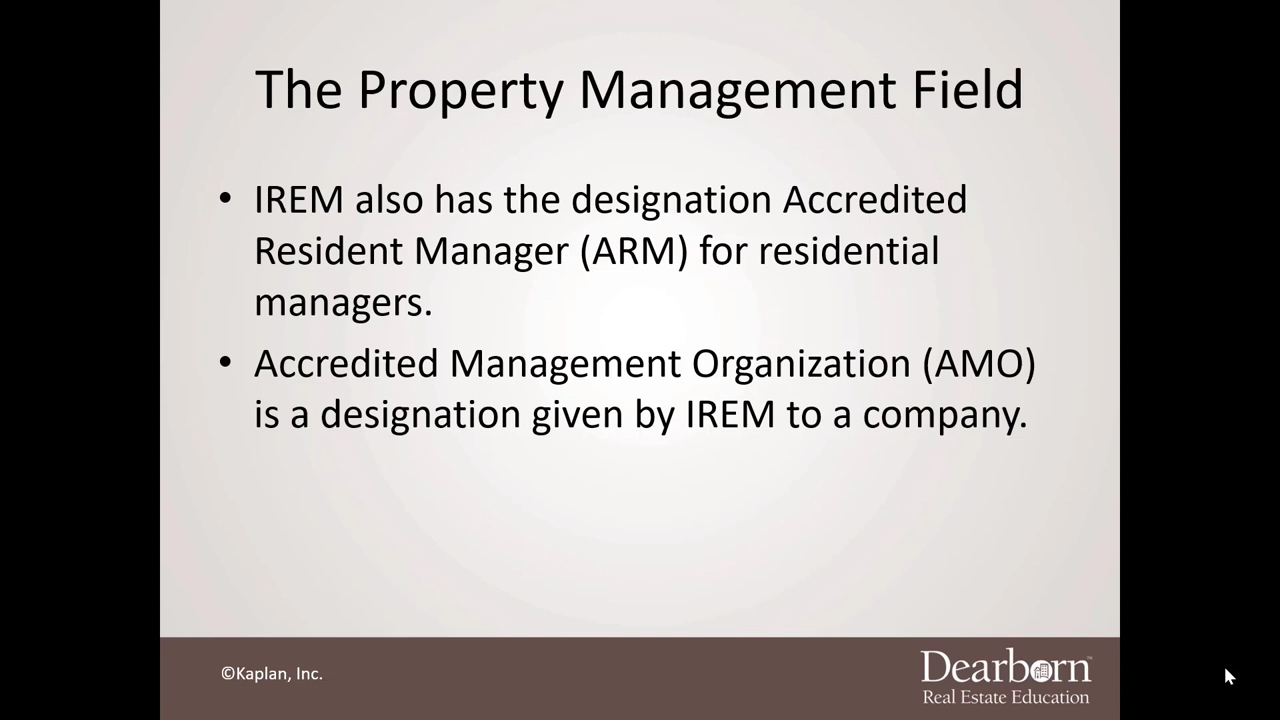 The Property Management Field
• IREM also has the designation Accredited
Resident Manager (ARM) for residential
managers.
• Accredited Management Organization (AMO)
is a designation given by IREM to a company.
©Kaplan, Inc.
Dearborn™
Real Estate Education